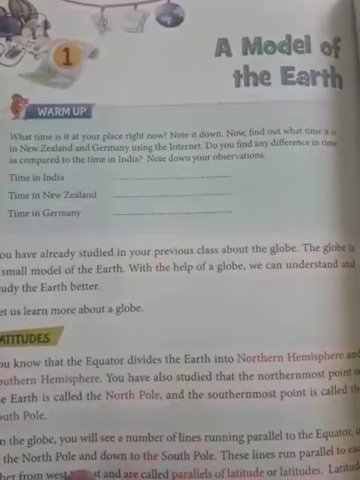 1
A Model of
the Earth
WARM UP
What time is it at your place right now? Note it down. Now, find out what time it is
in New Zealand and Germany using the Internet. Do you find any difference in time
as compared to the time in India? Note down your observations.
Time in India
Time in New Zealand
Time in Germany
ou have already studied in your previous class about the globe. The globe is
small model of the Earth. With the help of a globe, we can understand and
udy the Earth better.
et us learn more about a globe.
ATITUDES
ou know that the Equator divides the Earth into Northern Hemisphere and
outhern Hemisphere. You have also studied that the northernmost point o
e Earth is called the North Pole, and the southernmost point is called th
outh Pole.
n the globe, you will see a number of lines running parallel to the Equator, u
the North Pole and down to the South Pole. These lines run parallel to eac
her from west st and are called parallels of latitude or latitudes. Latitud